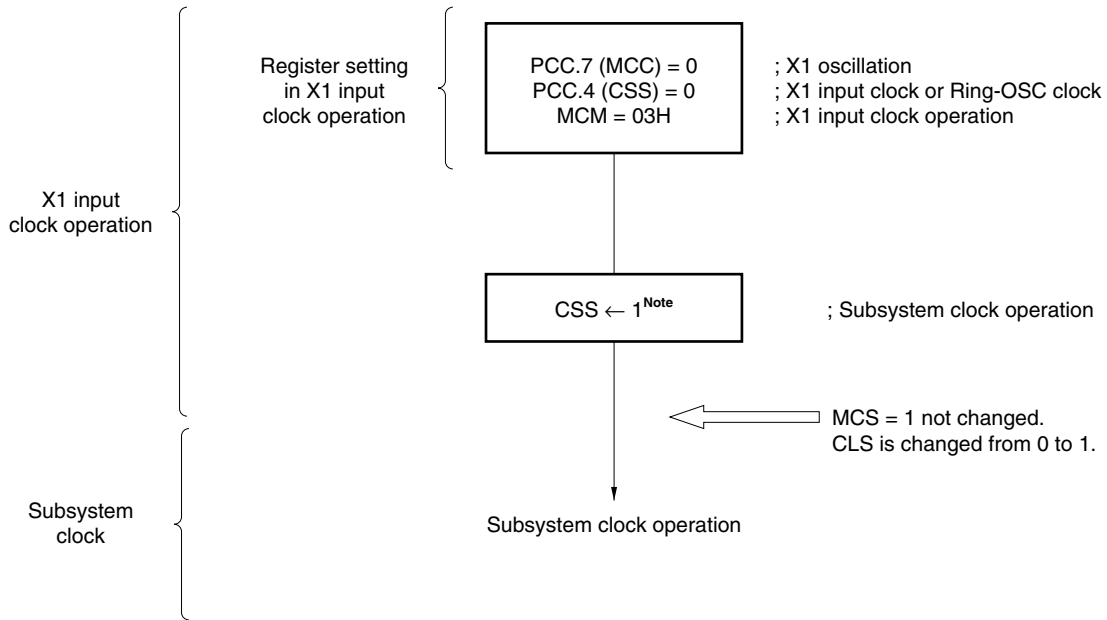 Register setting
in X1 input
clock operation
PCC.7 (MCC) = 0
PCC.4 (CSS) = 0
MCM = 03H
; X1 oscillation
; X1 input clock or Ring-OSC clock
; X1 input clock operation
X1 input
clock operation
CSS ← 1Note
; Subsystem clock operation
MCS = 1 not changed.
CLS is changed from 0 to 1.
Subsystem
clock
Subsystem clock operation